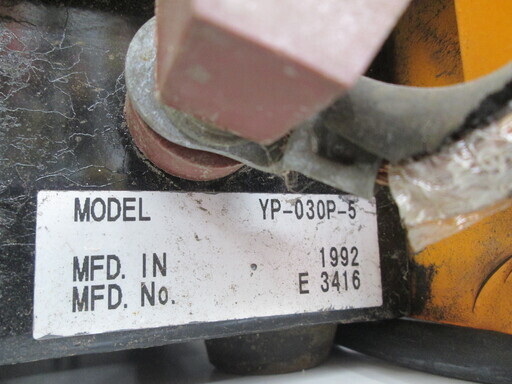 MODEL YP-030P-5
MFD. IN 1992
MFD. No. E 3416